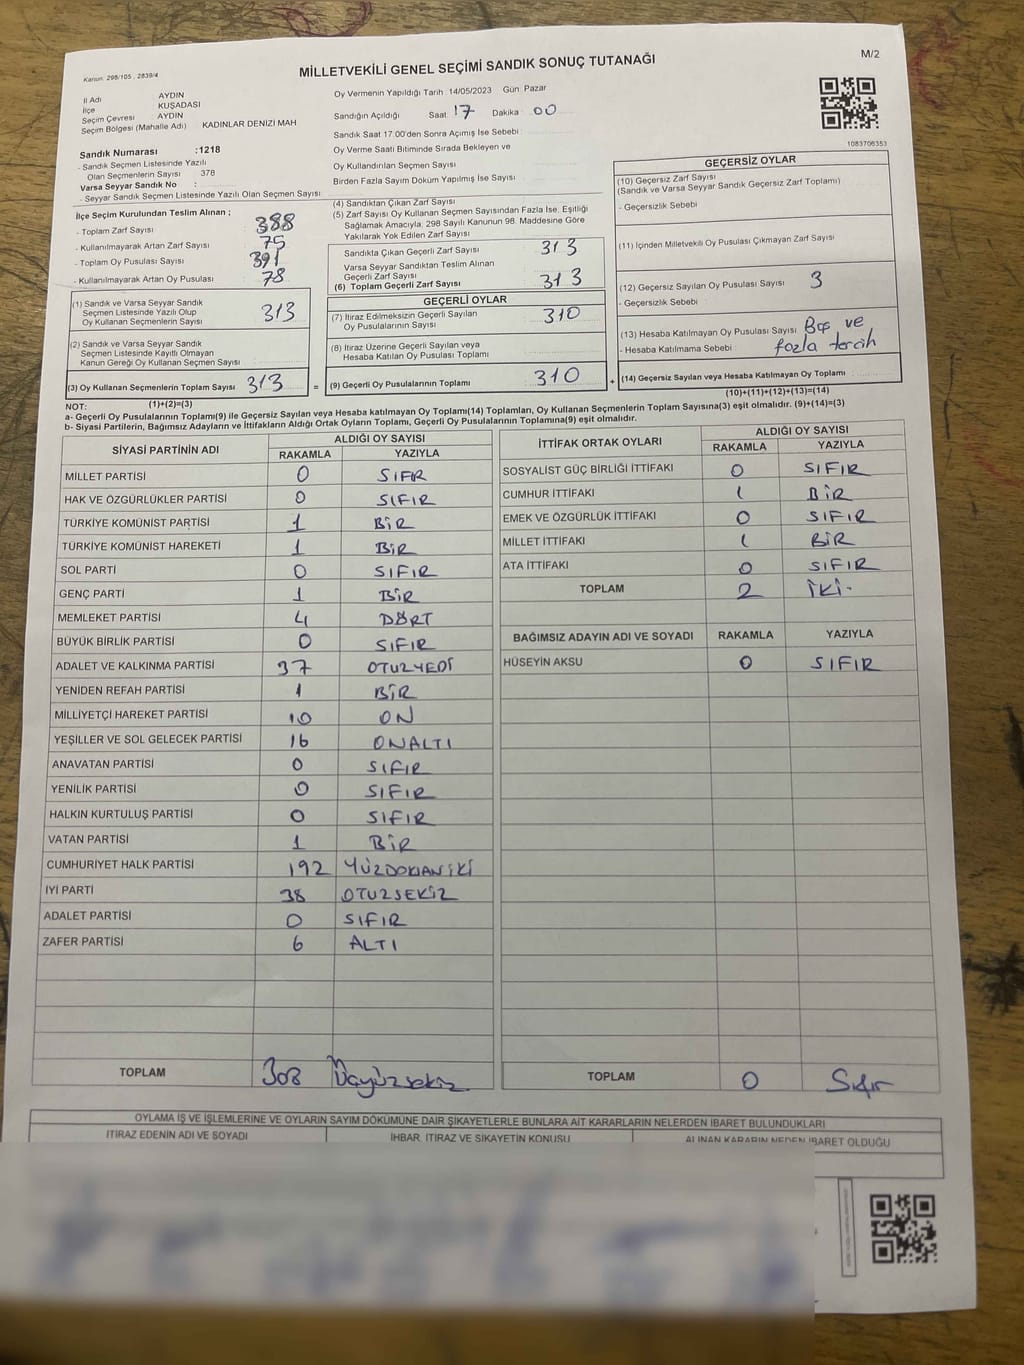 Kanun: 298/105 , 2839/4
MİLLETVEKİLİ GENEL SEÇİMİ SANDIK SONUÇ TUTANAĞI
M/2
İl Adı AYDIN
İlçe KUŞADASI
Seçim Çevresi AYDIN
Seçim Bölgesi (Mahalle Adı) KADINLAR DENİZİ MAH
Sandık Numarası :1218
- Sandık Seçmen Listesinde Yazılı
Olan Seçmenlerin Sayısı 378
Varsa Seyyar Sandık No :
- Seyyar Sandık Seçmen Listesinde Yazılı Olan Seçmen Sayısı
İlçe Seçim Kurulundan Teslim Alınan ;
- Toplam Zarf Sayısı 388
- Kullanılmayarak Artan Zarf Sayısı 75
- Toplam Oy Pusulası Sayısı 391
- Kullanılmayarak Artan Oy Pusulası 78
(1) Sandık ve Varsa Seyyar Sandık
Seçmen Listesinde Yazılı Olup
Oy Kullanan Seçmenlerin Sayısı 313
(2) Sandık ve Varsa Seyyar Sandık
Seçmen Listesinde Kayıtlı Olmayan
Kanun Gereği Oy Kullanan Seçmen Sayısı
(3) Oy Kullanan Seçmenlerin Toplam Sayısı 313
(1)+(2)=(3)
Oy Vermenin Yapıldığı Tarih :14/05/2023 Gün: Pazar
Sandığın Açıldığı Saat: 17 Dakika: 00
Sandık Saat 17.00'den Sonra Açımış İse Sebebi :
Oy Verme Saati Bitiminde Sırada Bekleyen ve
Oy Kullandırılan Seçmen Sayısı
Birden Fazla Sayım Döküm Yapılmış İse Sayısı
(4) Sandıktan Çıkan Zarf Sayısı
(5) Zarf Sayısı Oy Kullanan Seçmen Sayısından Fazla İse, Eşitliği
Sağlamak Amacıyla, 298 Sayılı Kanunun 98. Maddesine Göre
Yakılarak Yok Edilen Zarf Sayısı
Sandıkta Çıkan Geçerli Zarf Sayısı 313
Varsa Seyyar Sandıktan Teslim Alınan
Geçerli Zarf Sayısı
(6) Toplam Geçerli Zarf Sayısı 313
GEÇERLİ OYLAR
(7) İtiraz Edilmeksizin Geçerli Sayılan
Oy Pusulalarının Sayısı 310
(8) İtiraz Üzerine Geçerli Sayılan veya
Hesaba Katılan Oy Pusulası Toplamı
= (9) Geçerli Oy Pusulalarının Toplamı 310 +
1083706353
GEÇERSİZ OYLAR
(10) Geçersiz Zarf Sayısı
(Sandık ve Varsa Seyyar Sandık Geçersiz Zarf Toplamı)
- Geçersizlik Sebebi
(11) İçinden Milletvekili Oy Pusulası Çıkmayan Zarf Sayısı
(12) Geçersiz Sayılan Oy Pusulası Sayısı 3
- Geçersizlik Sebebi
(13) Hesaba Katılmayan Oy Pusulası Sayısı Boş ve
- Hesaba Katılmama Sebebi : fazla tercih
(14) Geçersiz Sayılan veya Hesaba Katılmayan Oy Toplamı
(10)+(11)+(12)+(13)=(14)
NOT:
a- Geçerli Oy Pusulalarının Toplamı(9) ile Geçersiz Sayılan veya Hesaba katılmayan Oy Toplamı(14) Toplamları, Oy Kullanan Seçmenlerin Toplam Sayısına(3) eşit olmalıdır. (9)+(14)=(3)
b- Siyasi Partilerin, Bağımsız Adayların ve İttifakların Aldığı Ortak Oyların Toplamı, Geçerli Oy Pusulalarının Toplamına(9) eşit olmalıdır.
SİYASİ PARTİNİN ADI ALDIĞI OY SAYISI
RAKAMLA YAZIYLA
MİLLET PARTİSİ 0 SIFIR
HAK VE ÖZGÜRLÜKLER PARTİSİ 0 SIFIR
TÜRKİYE KOMÜNİST PARTİSİ 1 BİR
TÜRKİYE KOMÜNİST HAREKETİ 1 BİR
SOL PARTİ 0 SIFIR
GENÇ PARTİ 1 BİR
MEMLEKET PARTİSİ 4 DÖRT
BÜYÜK BİRLİK PARTİSİ 0 SIFIR
ADALET VE KALKINMA PARTİSİ 37 OTUZYEDİ
YENİDEN REFAH PARTİSİ 1 BİR
MİLLİYETÇİ HAREKET PARTİSİ 10 ON
YEŞİLLER VE SOL GELECEK PARTİSİ 16 ONALTI
ANAVATAN PARTİSİ 0 SIFIR
YENİLİK PARTİSİ 0 SIFIR
HALKIN KURTULUŞ PARTİSİ 0 SIFIR
VATAN PARTİSİ 1 BİR
CUMHURİYET HALK PARTİSİ 192 YÜZDOKSANİKİ
İYİ PARTİ 38 OTUZSEKİZ
ADALET PARTİSİ 0 SIFIR
ZAFER PARTİSİ 6 ALTI
TOPLAM 308 Üçyüzsekiz
İTTİFAK ORTAK OYLARI ALDIĞI OY SAYISI
RAKAMLA YAZIYLA
SOSYALİST GÜÇ BİRLİĞİ İTTİFAKI 0 SIFIR
CUMHUR İTTİFAKI 1 BİR
EMEK VE ÖZGÜRLÜK İTTİFAKI 0 SIFIR
MİLLET İTTİFAKI 1 BİR
ATA İTTİFAKI 0 SIFIR
TOPLAM 2 İKİ
BAĞIMSIZ ADAYIN ADI VE SOYADI RAKAMLA YAZIYLA
HÜSEYİN AKSU 0 SIFIR
TOPLAM 0 Sıfır
OYLAMA İŞ VE İŞLEMLERİNE VE OYLARIN SAYIM DÖKÜMÜNE DAİR ŞİKAYETLERLE BUNLARA AİT KARARLARIN NELERDEN İBARET BULUNDUKLARI
İTİRAZ EDENİN ADI VE SOYADI İHBAR, İTİRAZ VE ŞİKAYETİN KONUSU ALINAN KARARIN NEDEN İBARET OLDUĞU